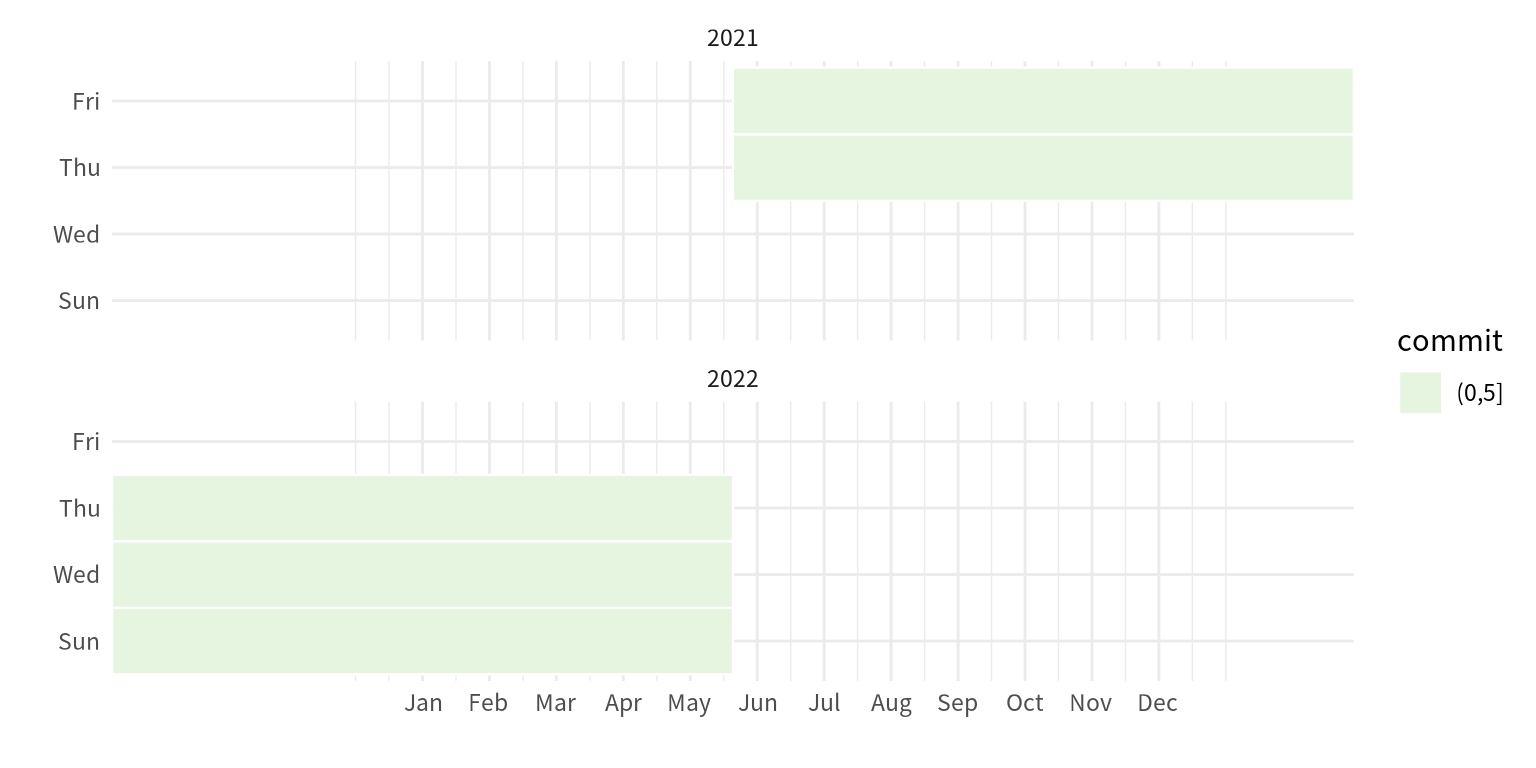 2021
Fri
Thu
Wed
Sun
commit
(0,5]
2022
Fri
Thu
Wed
Sun
Jan Feb Mar Apr May Jun Jul Aug Sep Oct Nov Dec